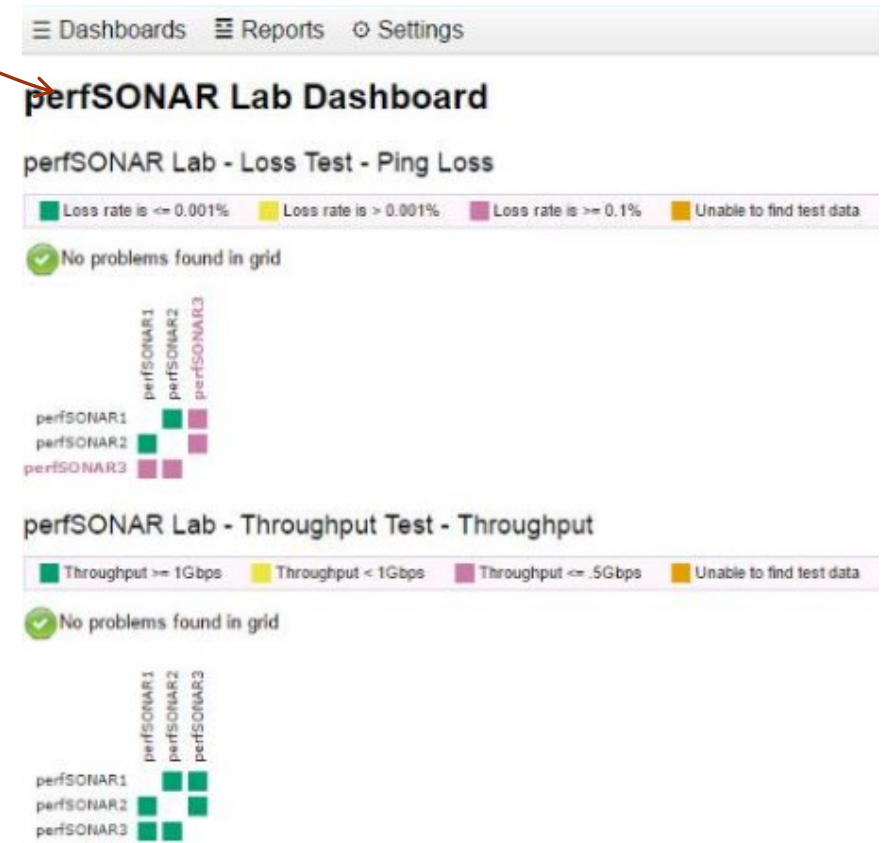 Dashboards Reports Settings
perfSONAR Lab Dashboard
perfSONAR Lab - Loss Test - Ping Loss
Loss rate is <= 0.001% Loss rate is > 0.001% Loss rate is >= 0.1% Unable to find test data
No problems found in grid
perfSONAR1 perfSONAR2 perfSONAR3
perfSONAR1
perfSONAR2
perfSONAR3
perfSONAR Lab - Throughput Test - Throughput
Throughput >= 1Gbps Throughput < 1Gbps Throughput <= .5Gbps Unable to find test data
No problems found in grid
perfSONAR1 perfSONAR2 perfSONAR3
perfSONAR1
perfSONAR2
perfSONAR3